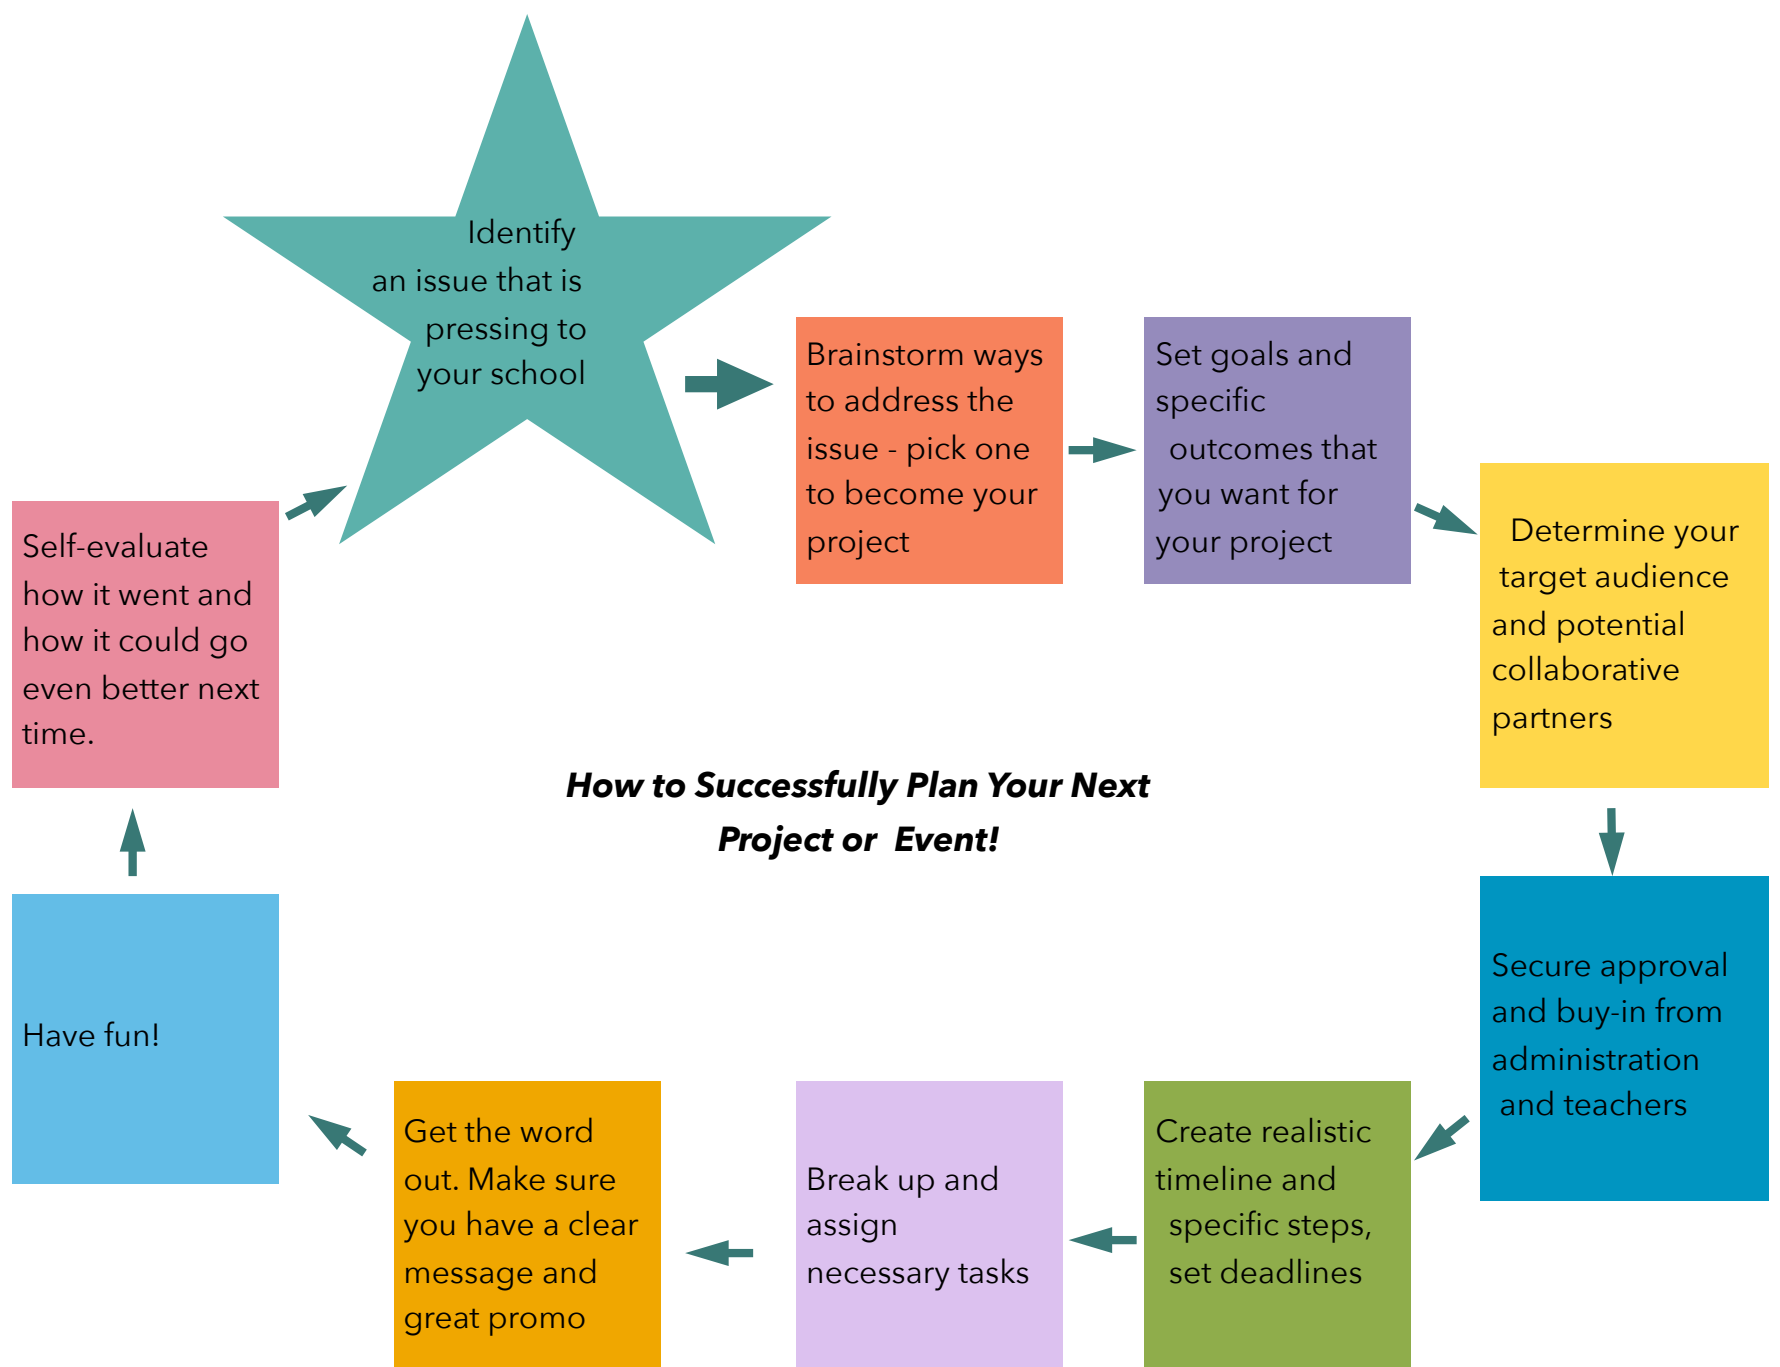 Identify
an issue that is
pressing to
your school
Brainstorm ways
to address the
issue - pick one
to become your
project
Set goals and
specific
outcomes that
you want for
your project
Determine your
target audience
and potential
collaborative
partners
Secure approval
and buy-in from
administration
and teachers
Create realistic
timeline and
specific steps,
set deadlines
Break up and
assign
necessary tasks
Get the word
out. Make sure
you have a clear
message and
great promo
Have fun!
Self-evaluate
how it went and
how it could go
even better next
time.
How to Successfully Plan Your Next
Project or Event!